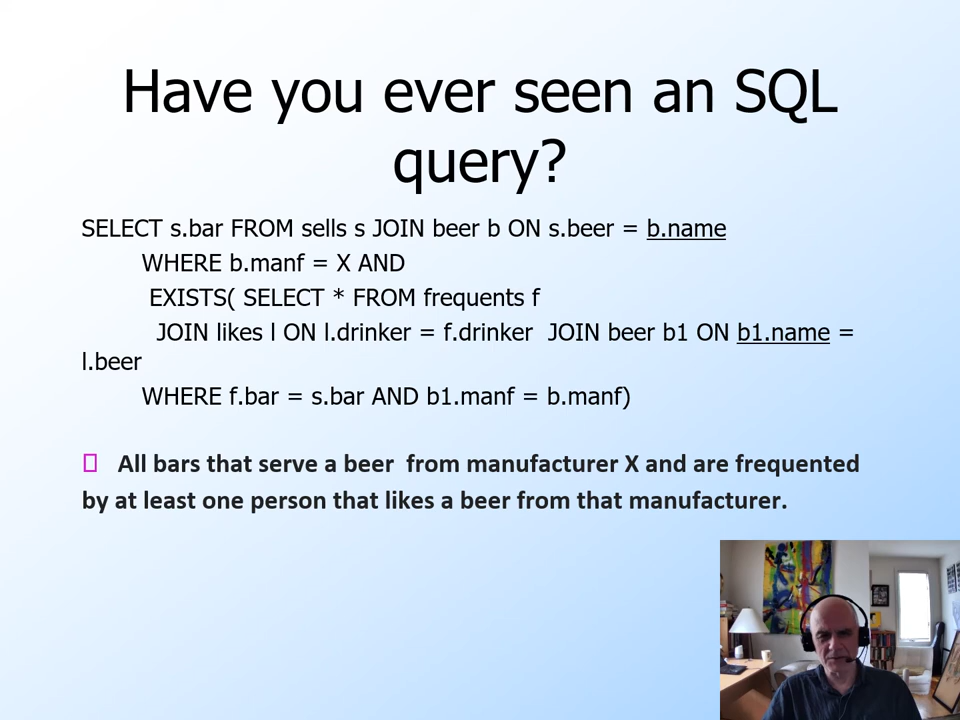 Have you ever seen an SQL
query?
SELECT s.bar FROM sells s JOIN beer b ON s.beer = b.name
WHERE b.manf = X AND
EXISTS( SELECT * FROM frequents f
JOIN likes l ON l.drinker = f.drinker JOIN beer b1 ON b1.name =
l.beer
WHERE f.bar = s.bar AND b1.manf = b.manf)
All bars that serve a beer from manufacturer X and are frequented
by at least one person that likes a beer from that manufacturer.